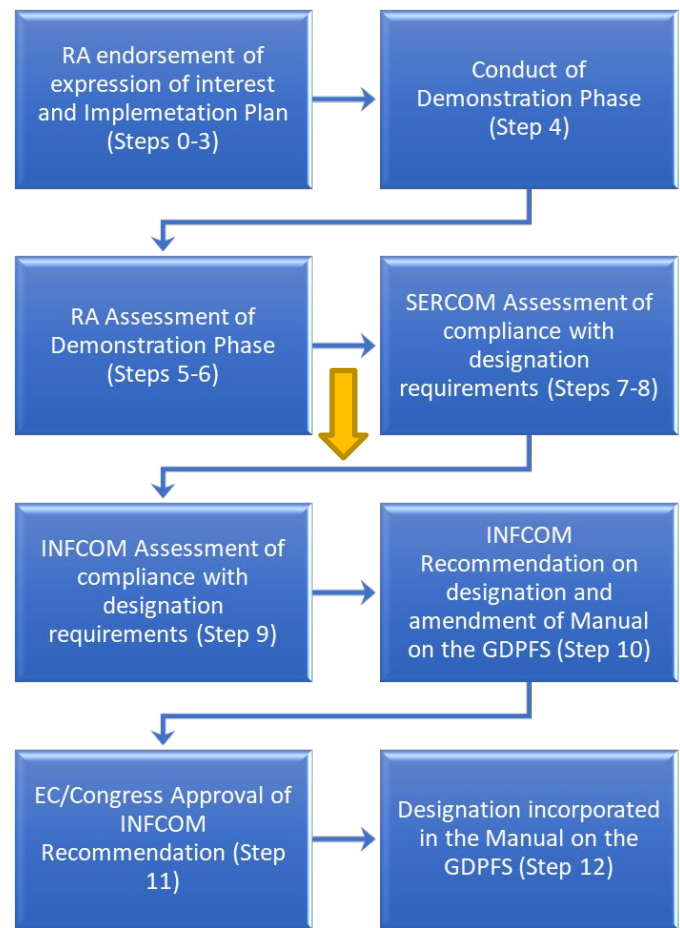 RA endorsement of
expression of interest
and Implemetation Plan
(Steps 0-3)
Conduct of
Demonstration Phase
(Step 4)
RA Assessment of
Demonstration Phase
(Steps 5-6)
SERCOM Assessment of
compliance with
designation
requirements (Steps 7-8)
INFCOM Assessment of
compliance with
designation
requirements (Step 9)
INFCOM
Recommendation on
designation and
amendment of Manual
on the GDPFS (Step 10)
EC/Congress Approval of
INFCOM
Recommendation (Step
11)
Designation incorporated
in the Manual on the
GDPFS (Step 12)